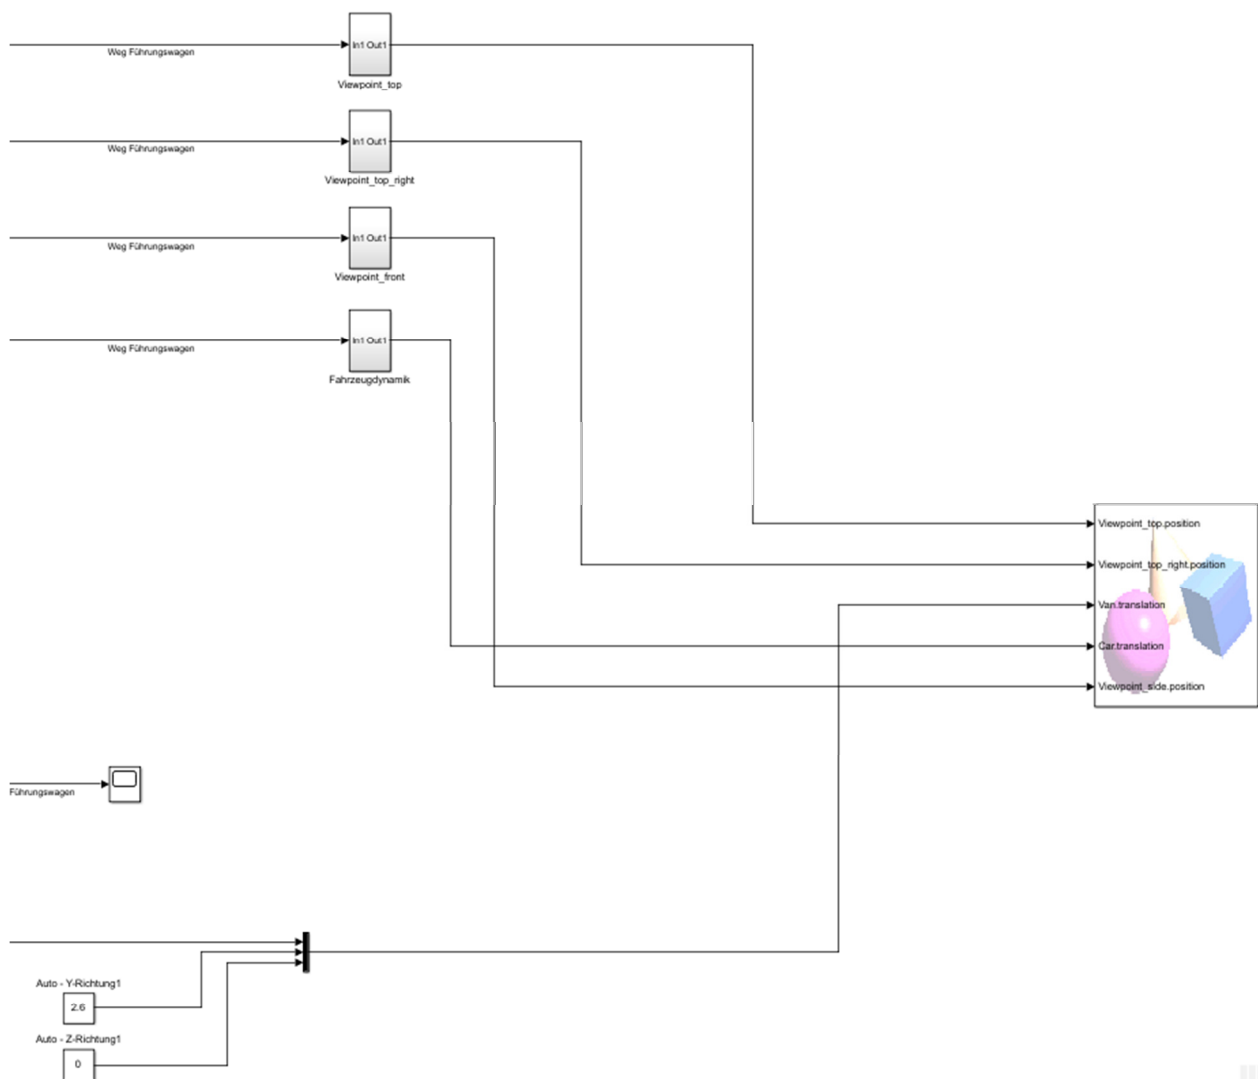 Weg Führungswagen
In1 Out1
Viewpoint_top
Weg Führungswagen
In1 Out1
Viewpoint_top_right
Weg Führungswagen
In1 Out1
Viewpoint_front
Weg Führungswagen
In1 Out1
Fahrzeugdynamik
Viewpoint_top.position
Viewpoint_top_right.position
Van.translation
Car.translation
Viewpoint_side.position
Führungswagen
Auto - Y-Richtung1
2.6
Auto - Z-Richtung1
0